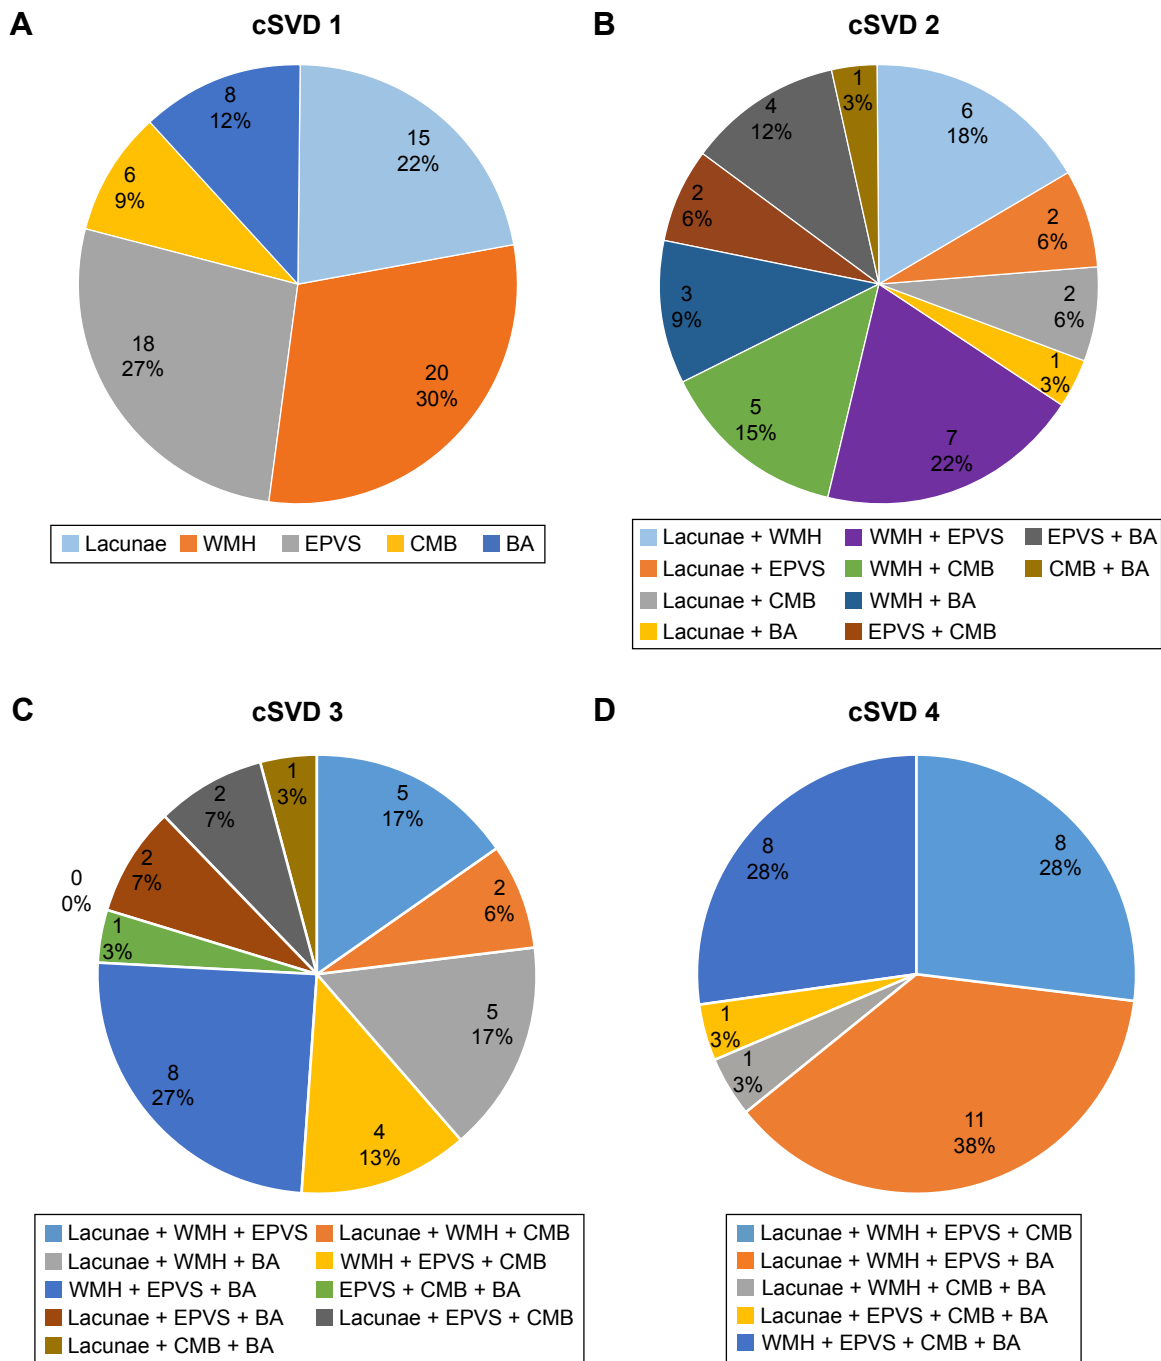 A
cSVD 1
8
12%
15
22%
6
9%
18
27%
20
30%
Lacunae WMH EPVS CMB BA
B
cSVD 2
1
3%
4
12%
6
18%
2
6%
2
6%
3
9%
2
6%
1
3%
5
15%
7
22%
Lacunae + WMH WMH + EPVS EPVS + BA
Lacunae + EPVS WMH + CMB CMB + BA
Lacunae + CMB WMH + BA
Lacunae + BA EPVS + CMB
C
cSVD 3
1
3%
2
7%
5
17%
2
7%
0
0%
2
6%
1
3%
5
17%
8
27%
4
13%
Lacunae + WMH + EPVS Lacunae + WMH + CMB
Lacunae + WMH + BA WMH + EPVS + CMB
WMH + EPVS + BA EPVS + CMB + BA
Lacunae + EPVS + BA Lacunae + EPVS + CMB
Lacunae + CMB + BA
D
cSVD 4
8
28%
8
28%
1
3%
1
3%
11
38%
Lacunae + WMH + EPVS + CMB
Lacunae + WMH + EPVS + BA
Lacunae + WMH + CMB + BA
Lacunae + EPVS + CMB + BA
WMH + EPVS + CMB + BA